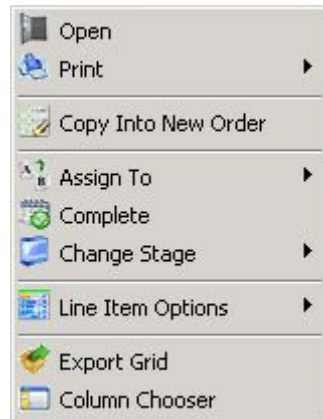 Open
Print
Copy Into New Order
Assign To
Complete
Change Stage
Line Item Options
Export Grid
Column Chooser